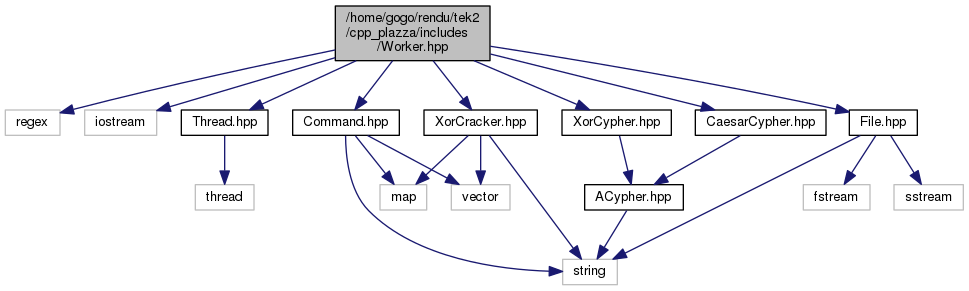 /home/gogo/rendu/tek2
/cpp_plazza/includes
/Worker.hpp
regex
iostream
Thread.hpp
Command.hpp
XorCracker.hpp
XorCypher.hpp
CaesarCypher.hpp
File.hpp
thread
map
vector
ACypher.hpp
fstream
sstream
string